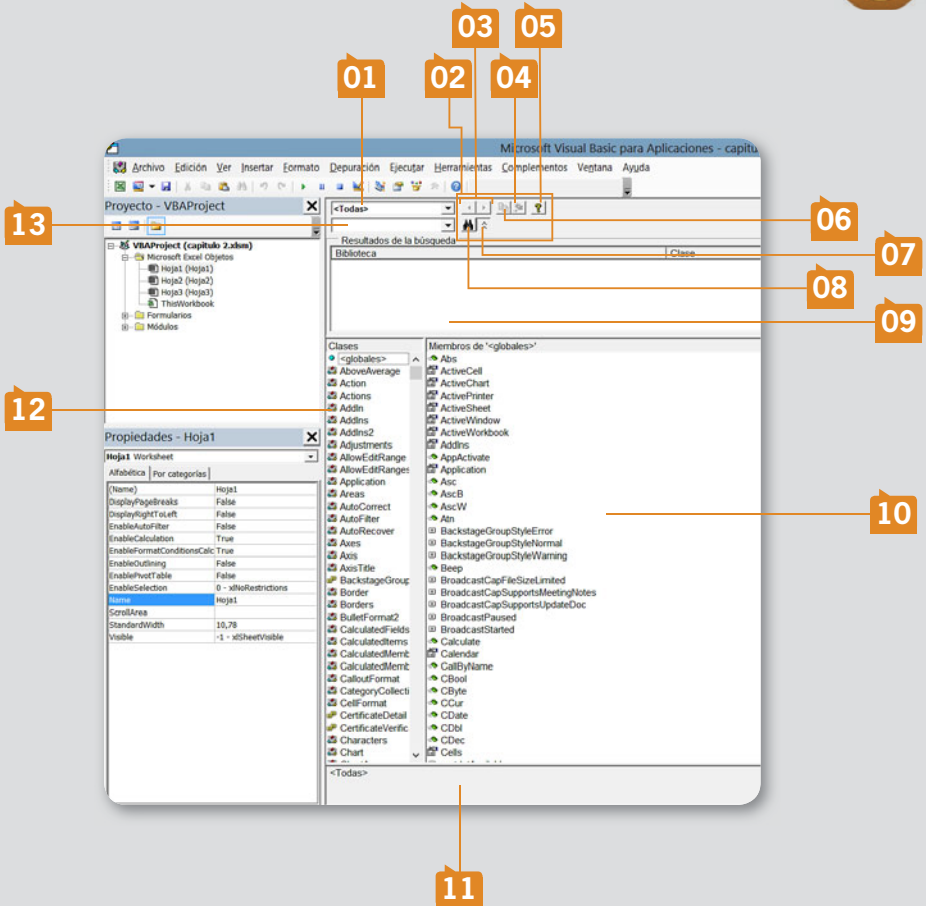 03 05
01 02 04
Microsoft Visual Basic para Aplicaciones - capitu
Archivo Edición Ver Insertar Formato Depuración Ejecutar Herramientas Complementos Ventana Ayuda
Proyecto - VBAProject
13
VBAProject (capitulo 2.xlsm)
Microsoft Excel Objetos
Hoja1 (Hoja1)
Hoja2 (Hoja2)
Hoja3 (Hoja3)
ThisWorkbook
Formularios
Módulos
<Todas>
06
07
08
09
Resultados de la búsqueda
Biblioteca Clase
12
Propiedades - Hoja1
Hoja1 Worksheet
Alfabética Por categorías
(Name) Hoja1
DisplayPageBreaks False
DisplayRightToLeft False
EnableAutoFilter False
EnableCalculation True
EnableFormatConditionsCalc True
EnableOutlining False
EnablePivotTable False
EnableSelection 0 - xlNoRestrictions
Name Hoja1
ScrollArea
StandardWidth 10,78
Visible -1 - xlSheetVisible
Clases
<globales>
AboveAverage
Action
Actions
AddIn
AddIns
AddIns2
Adjustments
AllowEditRange
AllowEditRanges
Application
Areas
AutoCorrect
AutoFilter
AutoRecover
Axes
Axis
AxisTitle
BackstageGroup
Border
Borders
BulletFormat2
CalculatedFields
CalculatedItems
CalculatedMemb
CalculatedMemb
CalloutFormat
CategoryCollecti
CellFormat
CertificateDetail
CertificateVerific
Characters
Chart
Miembros de '<globales>'
Abs
ActiveCell
ActiveChart
ActivePrinter
ActiveSheet
ActiveWindow
ActiveWorkbook
AddIns
AppActivate
Application
Asc
AscB
AscW
Atn
BackstageGroupStyleError
BackstageGroupStyleNormal
BackstageGroupStyleWarning
Beep
BroadcastCapFileSizeLimited
BroadcastCapSupportsMeetingNotes
BroadcastCapSupportsUpdateDoc
BroadcastPaused
BroadcastStarted
Calculate
Calendar
CallByName
CBool
CByte
CCur
CDate
CDbl
CDec
Cells
10
<Todas>
11